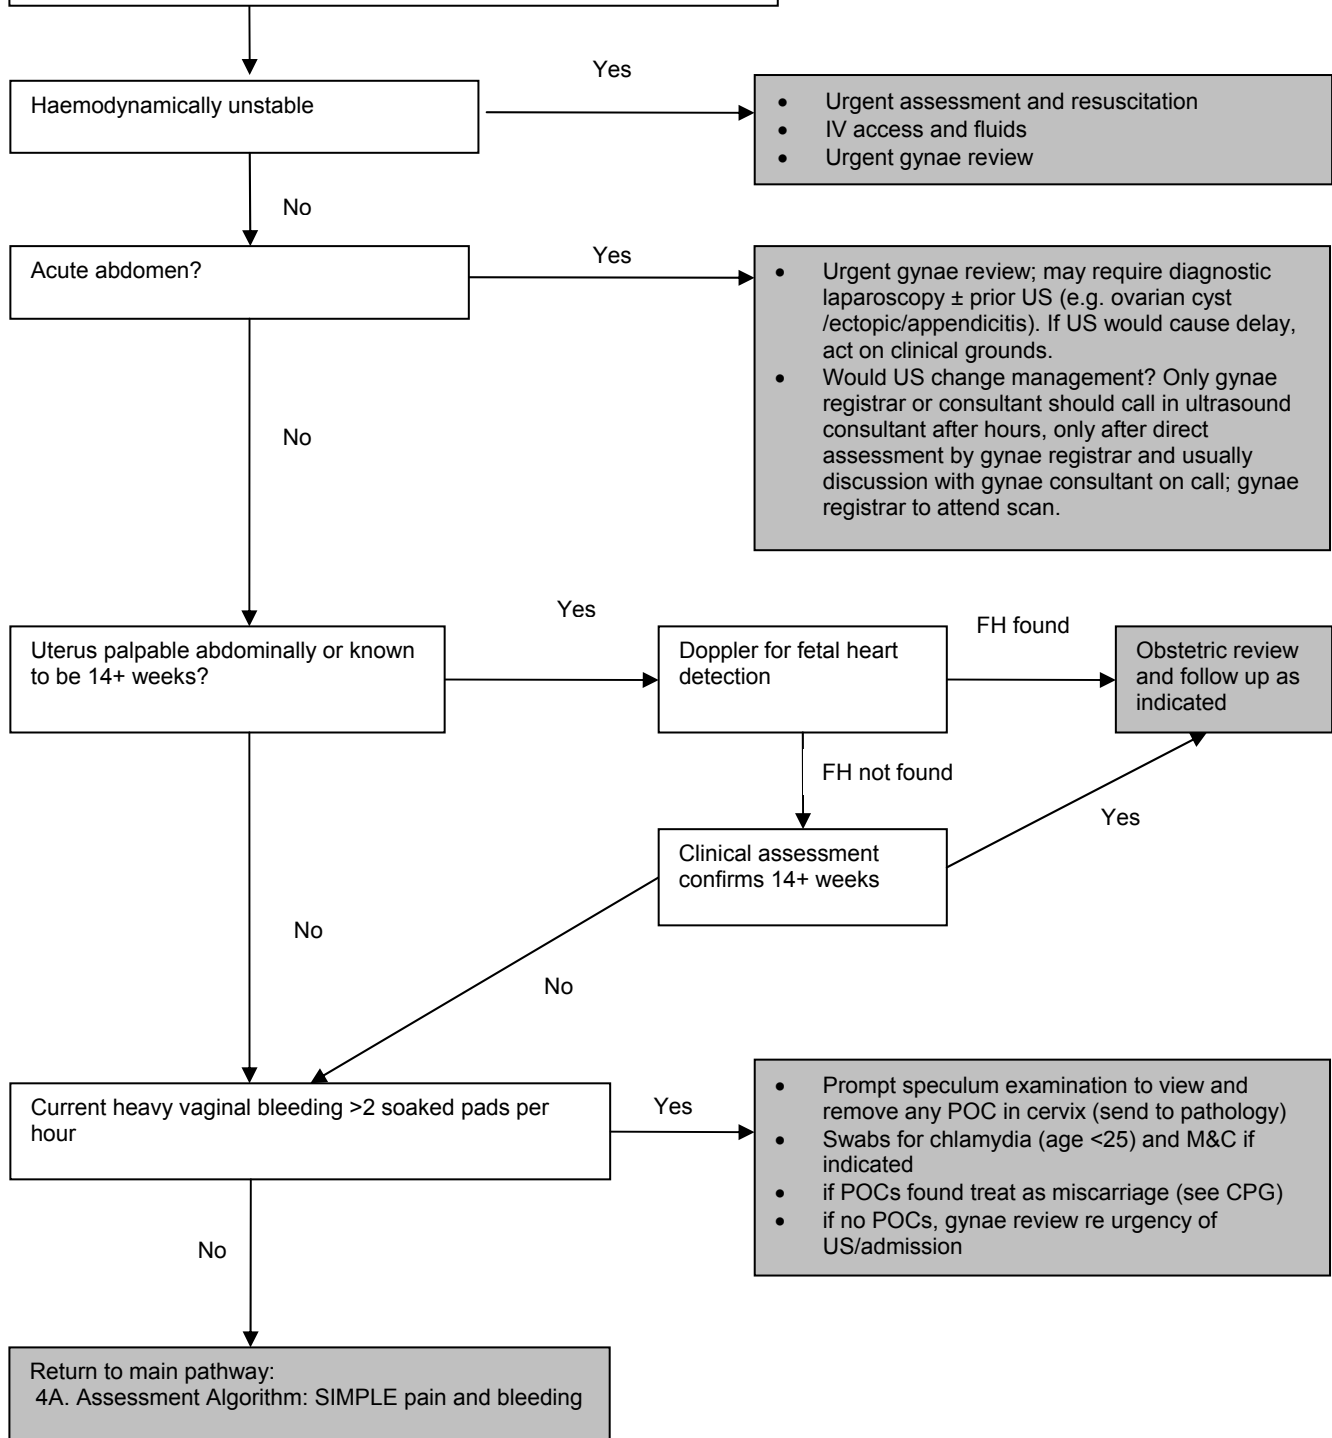 Yes
Haemodynamically unstable
• Urgent assessment and resuscitation
• IV access and fluids
• Urgent gynae review
No
Acute abdomen?
Yes
• Urgent gynae review; may require diagnostic
laparoscopy ± prior US (e.g. ovarian cyst
/ectopic/appendicitis). If US would cause delay,
act on clinical grounds.
• Would US change management? Only gynae
registrar or consultant should call in ultrasound
consultant after hours, only after direct
assessment by gynae registrar and usually
discussion with gynae consultant on call; gynae
registrar to attend scan.
No
Uterus palpable abdominally or known
to be 14+ weeks?
Yes
Doppler for fetal heart
detection
FH found
Obstetric review
and follow up as
indicated
FH not found
Yes
Clinical assessment
confirms 14+ weeks
No
No
Current heavy vaginal bleeding >2 soaked pads per
hour
Yes
• Prompt speculum examination to view and
remove any POC in cervix (send to pathology)
• Swabs for chlamydia (age <25) and M&C if
indicated
• if POCs found treat as miscarriage (see CPG)
• if no POCs, gynae review re urgency of
US/admission
No
Return to main pathway:
4A. Assessment Algorithm: SIMPLE pain and bleeding